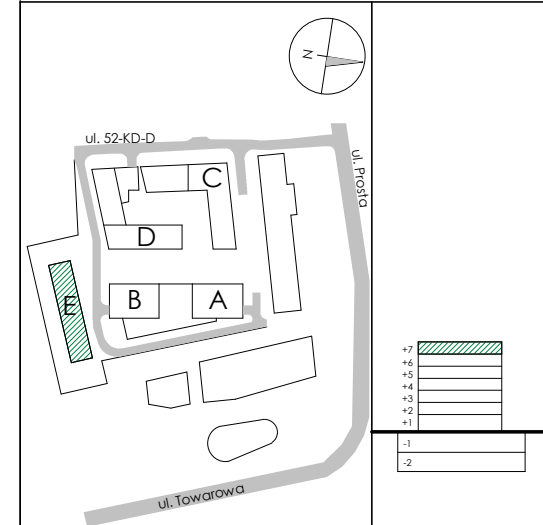 N
ul. 52-KD-D
ul. Prosta
C
D
E
B
A
+7
+6
+5
+4
+3
+2
+1
-1
-2
ul. Towarowa